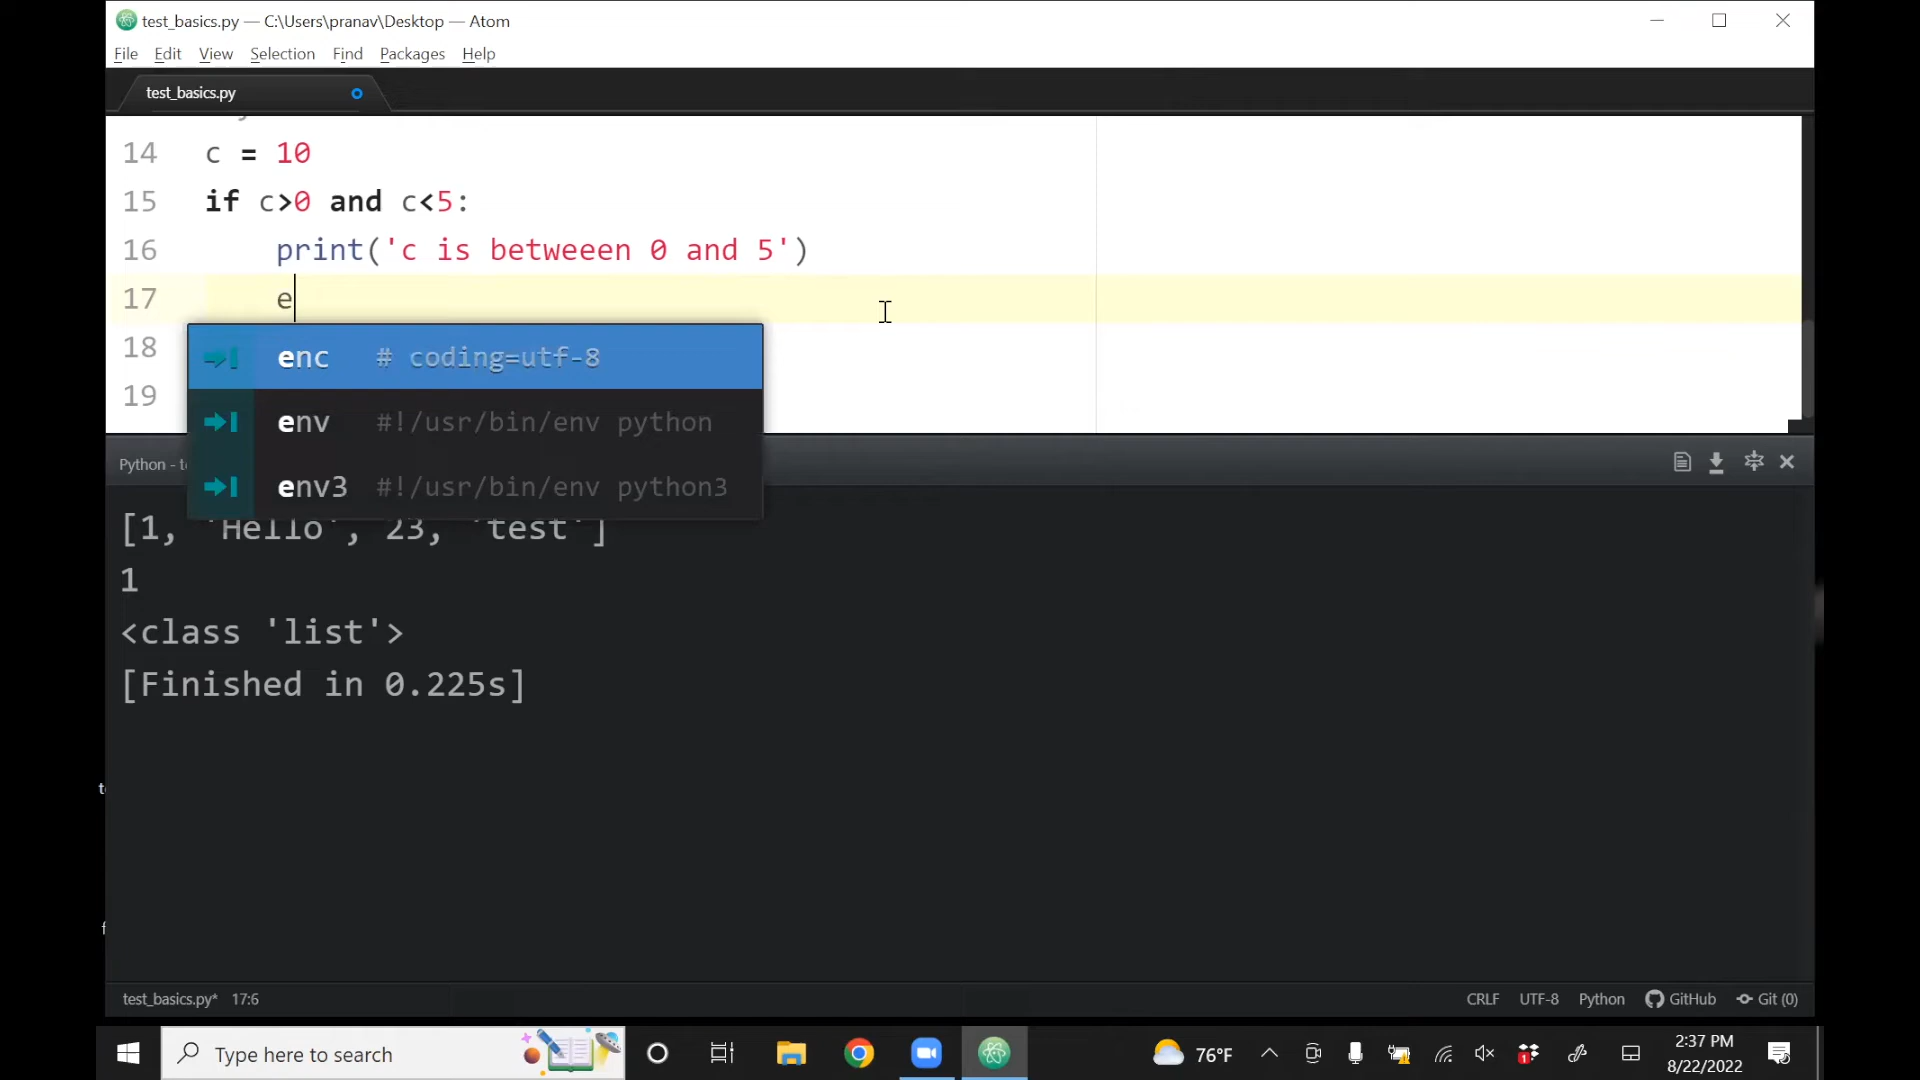 test_basics.py — C:\Users\pranav\Desktop — Atom
File Edit View Selection Find Packages Help
test_basics.py
14 c = 10
15 if c>0 and c<5:
16 print('c is betweeen 0 and 5')
17 e
18
19
enc # coding=utf-8
env #!/usr/bin/env python
env3 #!/usr/bin/env python3
Python - te
[1, 'Hello', 23, 'test']
1
<class 'list'>
[Finished in 0.225s]
test_basics.py* 17:6 CRLF UTF-8 Python GitHub Git (0)
Type here to search
76°F
1
2:37 PM
8/22/2022